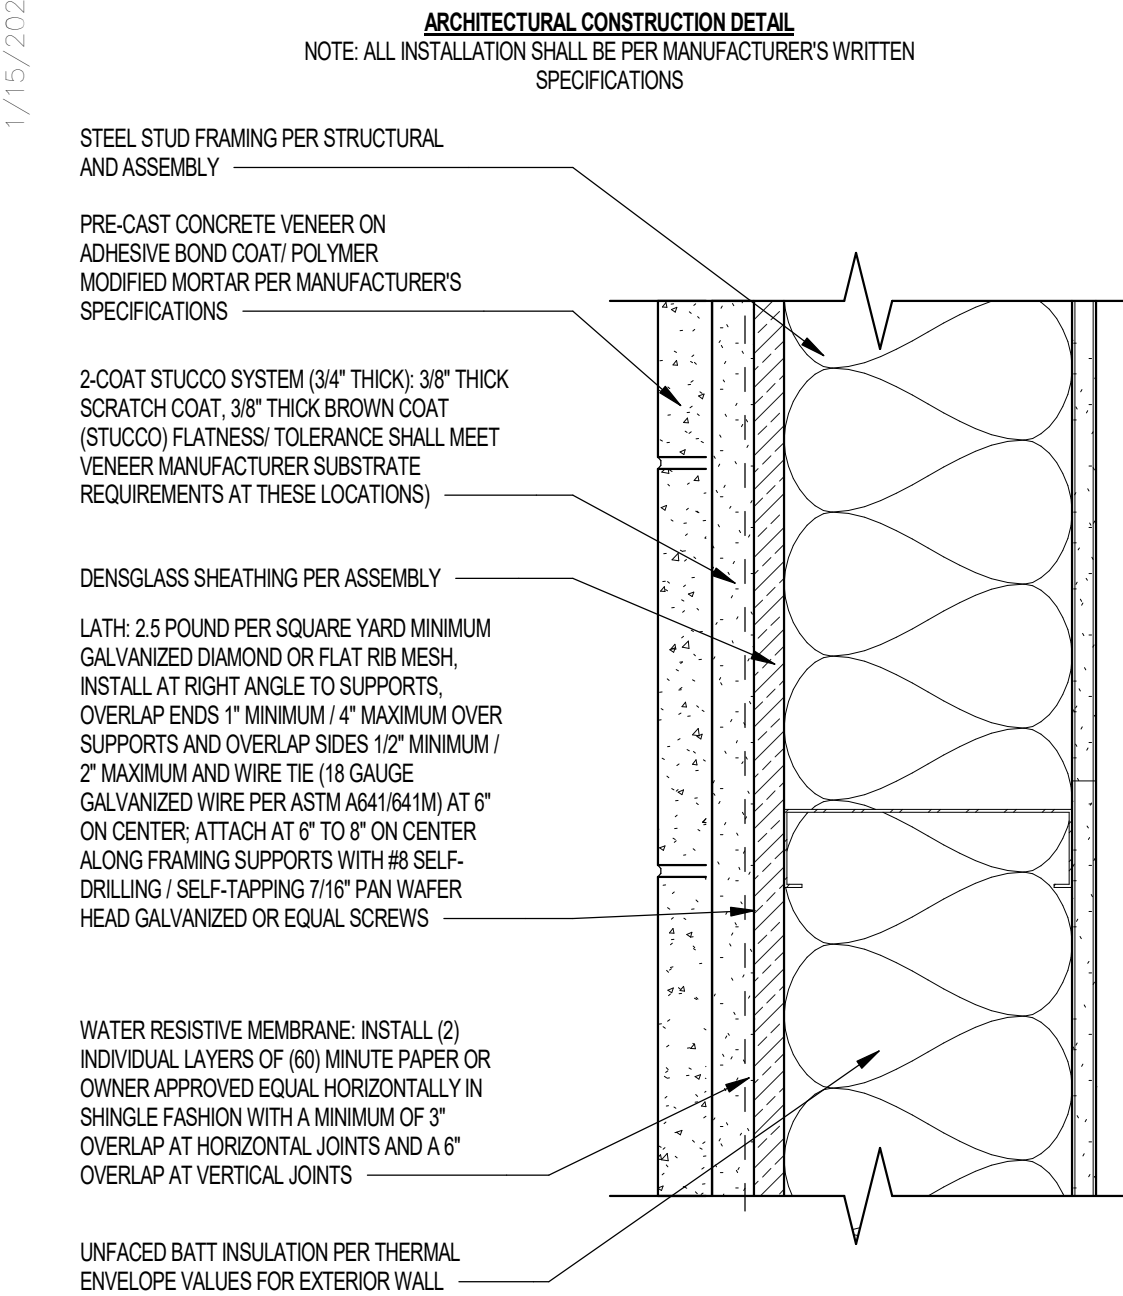 1/15/202
ARCHITECTURAL CONSTRUCTION DETAIL
NOTE: ALL INSTALLATION SHALL BE PER MANUFACTURER'S WRITTEN
SPECIFICATIONS
STEEL STUD FRAMING PER STRUCTURAL
AND ASSEMBLY
PRE-CAST CONCRETE VENEER ON
ADHESIVE BOND COAT/ POLYMER
MODIFIED MORTAR PER MANUFACTURER'S
SPECIFICATIONS
2-COAT STUCCO SYSTEM (3/4" THICK): 3/8" THICK
SCRATCH COAT, 3/8" THICK BROWN COAT
(STUCCO) FLATNESS/ TOLERANCE SHALL MEET
VENEER MANUFACTURER SUBSTRATE
REQUIREMENTS AT THESE LOCATIONS)
DENSGLASS SHEATHING PER ASSEMBLY
LATH: 2.5 POUND PER SQUARE YARD MINIMUM
GALVANIZED DIAMOND OR FLAT RIB MESH,
INSTALL AT RIGHT ANGLE TO SUPPORTS,
OVERLAP ENDS 1" MINIMUM / 4" MAXIMUM OVER
SUPPORTS AND OVERLAP SIDES 1/2" MINIMUM /
2" MAXIMUM AND WIRE TIE (18 GAUGE
GALVANIZED WIRE PER ASTM A641/641M) AT 6"
ON CENTER; ATTACH AT 6" TO 8" ON CENTER
ALONG FRAMING SUPPORTS WITH #8 SELF-
DRILLING / SELF-TAPPING 7/16" PAN WAFER
HEAD GALVANIZED OR EQUAL SCREWS
WATER RESISTIVE MEMBRANE: INSTALL (2)
INDIVIDUAL LAYERS OF (60) MINUTE PAPER OR
OWNER APPROVED EQUAL HORIZONTALLY IN
SHINGLE FASHION WITH A MINIMUM OF 3"
OVERLAP AT HORIZONTAL JOINTS AND A 6"
OVERLAP AT VERTICAL JOINTS
UNFACED BATT INSULATION PER THERMAL
ENVELOPE VALUES FOR EXTERIOR WALL